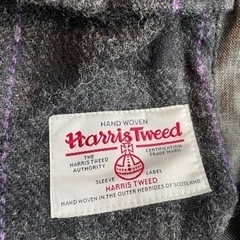 HAND WOVEN
Harris Tweed
THE HARRIS TWEED AUTHORITY
CERTIFICATION TRADE MARK
SLEEVE LABEL
HARRIS TWEED
HAND WOVEN IN THE OUTER HEBRIDES OF SCOTLAND